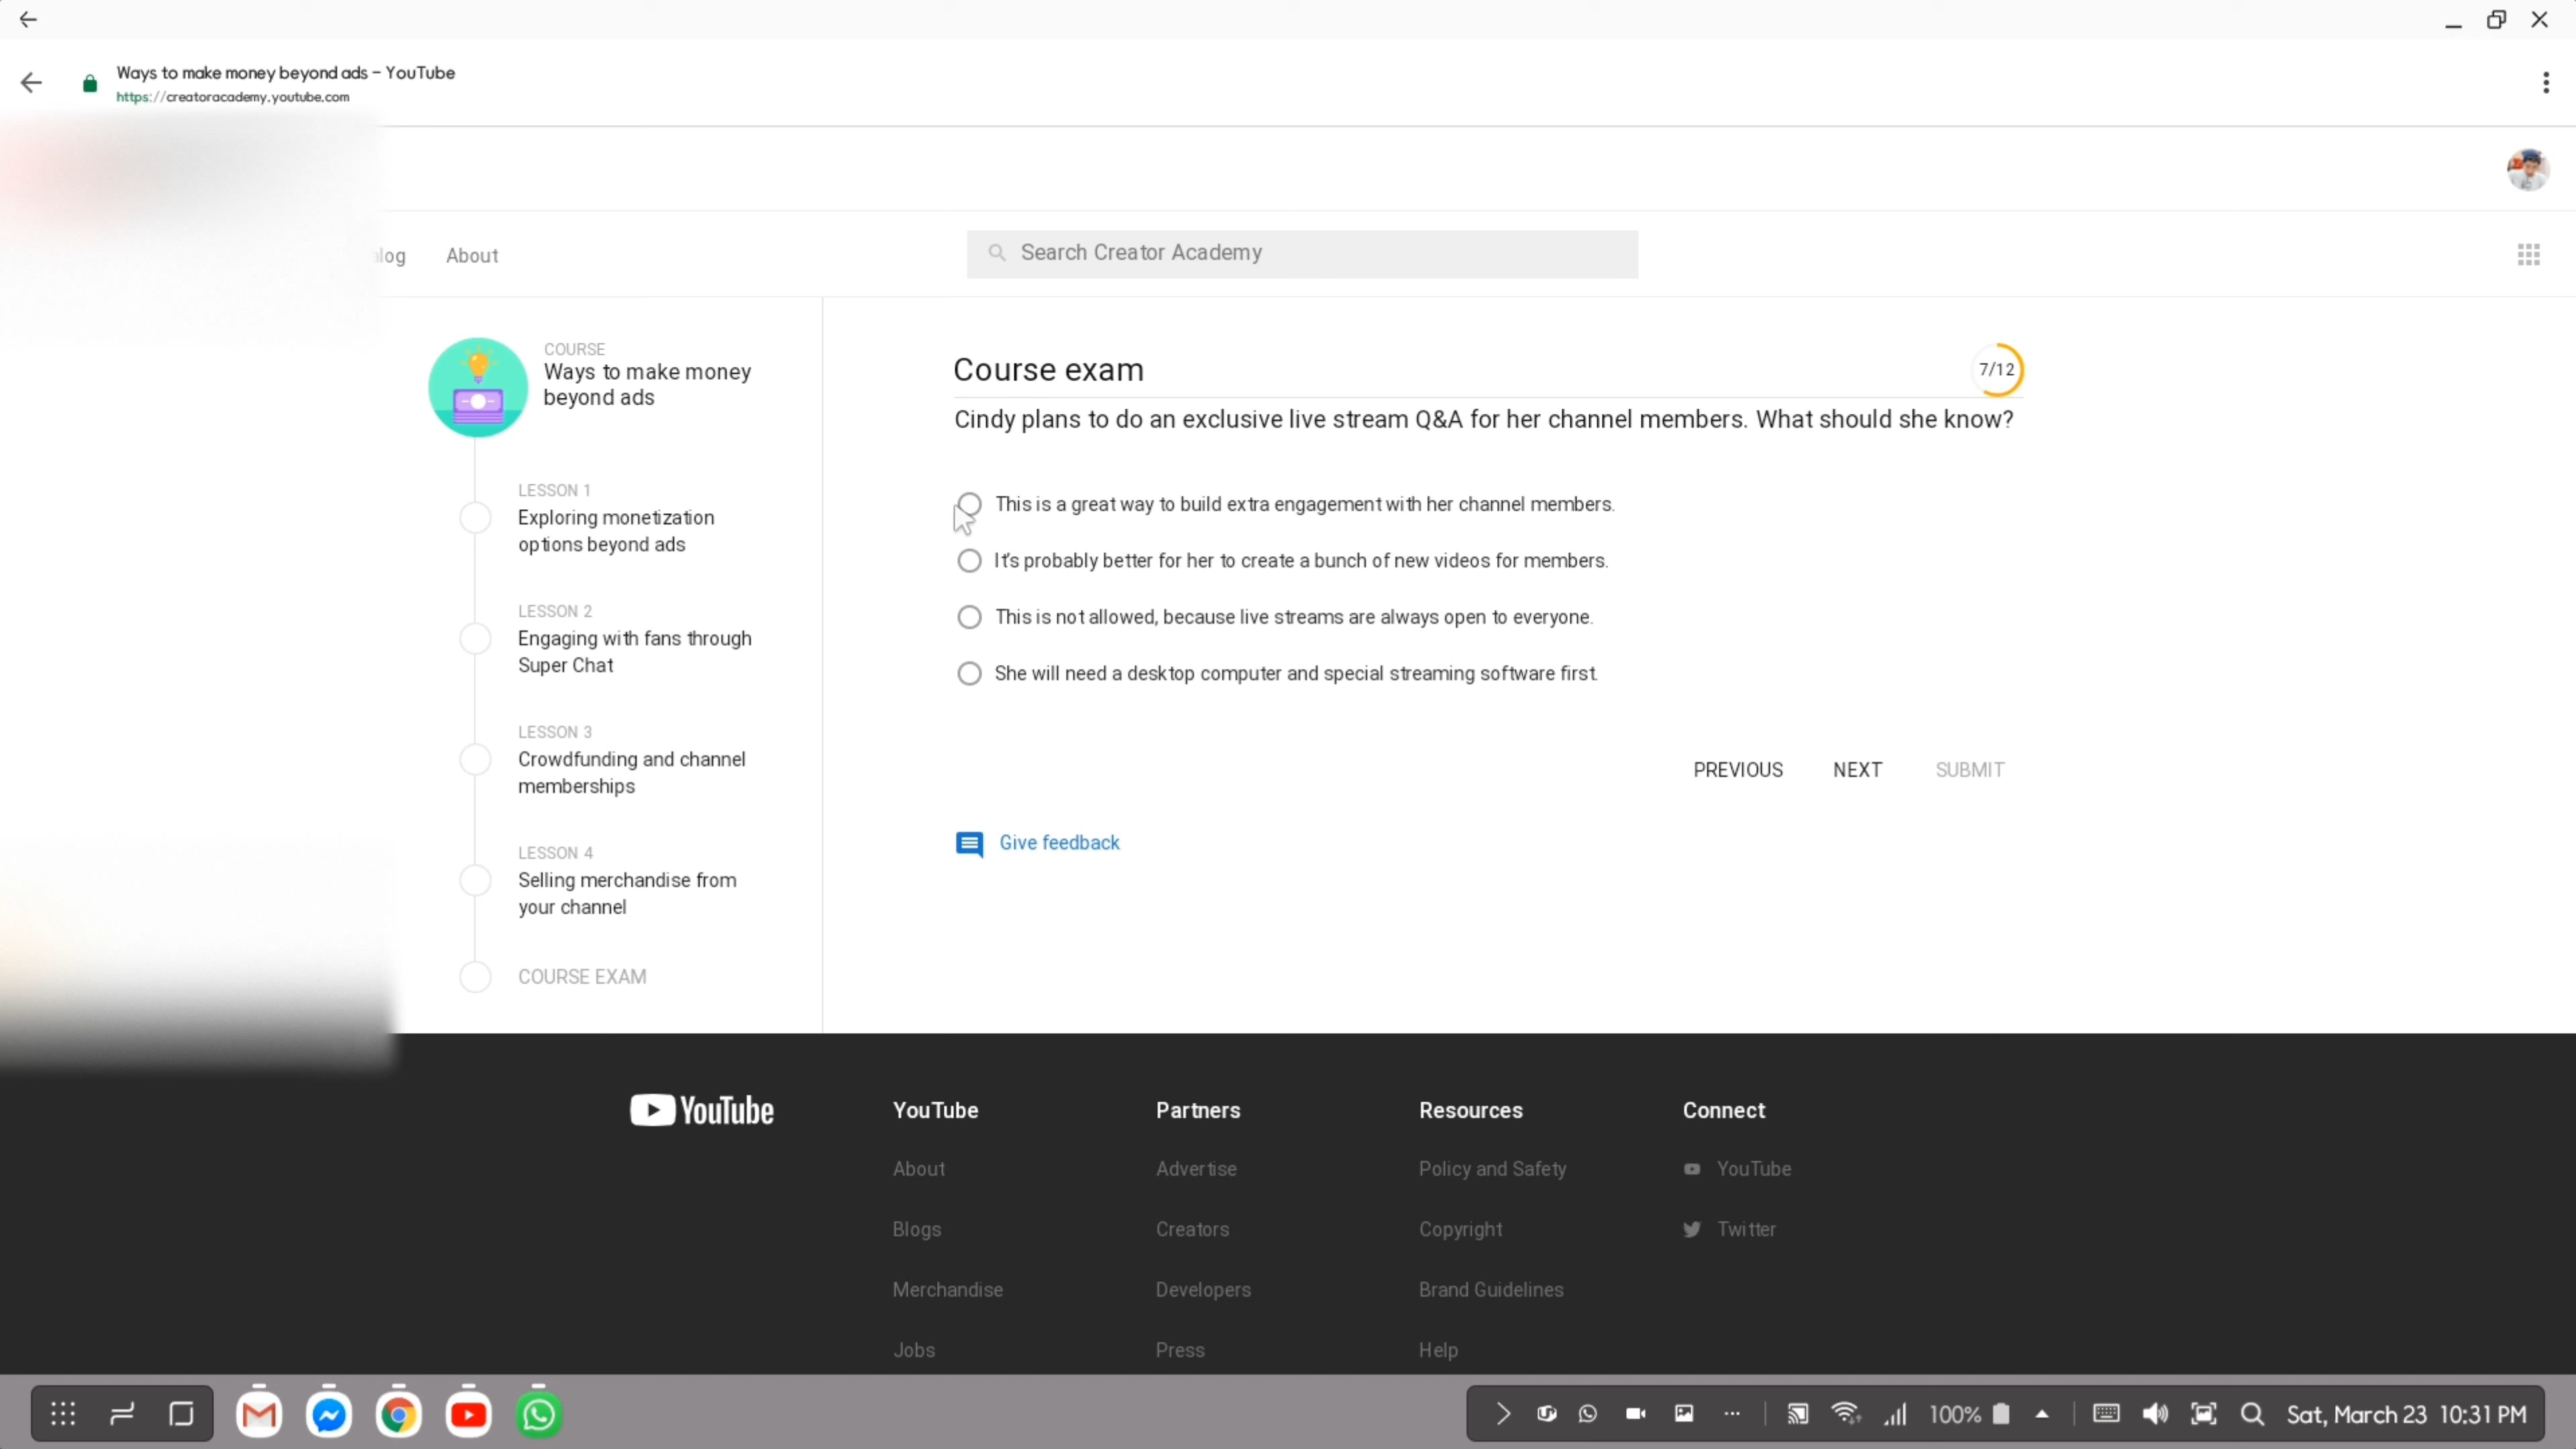 Ways to make money beyond ads – YouTube
https://creatoracademy.youtube.com
About
Search Creator Academy
COURSE
Ways to make money
beyond ads
LESSON 1
Exploring monetization
options beyond ads
LESSON 2
Engaging with fans through
Super Chat
LESSON 3
Crowdfunding and channel
memberships
LESSON 4
Selling merchandise from
your channel
COURSE EXAM
Course exam
7/12
Cindy plans to do an exclusive live stream Q&A for her channel members. What should she know?
This is a great way to build extra engagement with her channel members.
It's probably better for her to create a bunch of new videos for members.
This is not allowed, because live streams are always open to everyone.
She will need a desktop computer and special streaming software first.
PREVIOUS NEXT SUBMIT
Give feedback
YouTube
YouTube
About
Blogs
Merchandise
Jobs
Partners
Advertise
Creators
Developers
Press
Resources
Policy and Safety
Copyright
Brand Guidelines
Help
Connect
YouTube
Twitter
100% Sat, March 23 10:31 PM